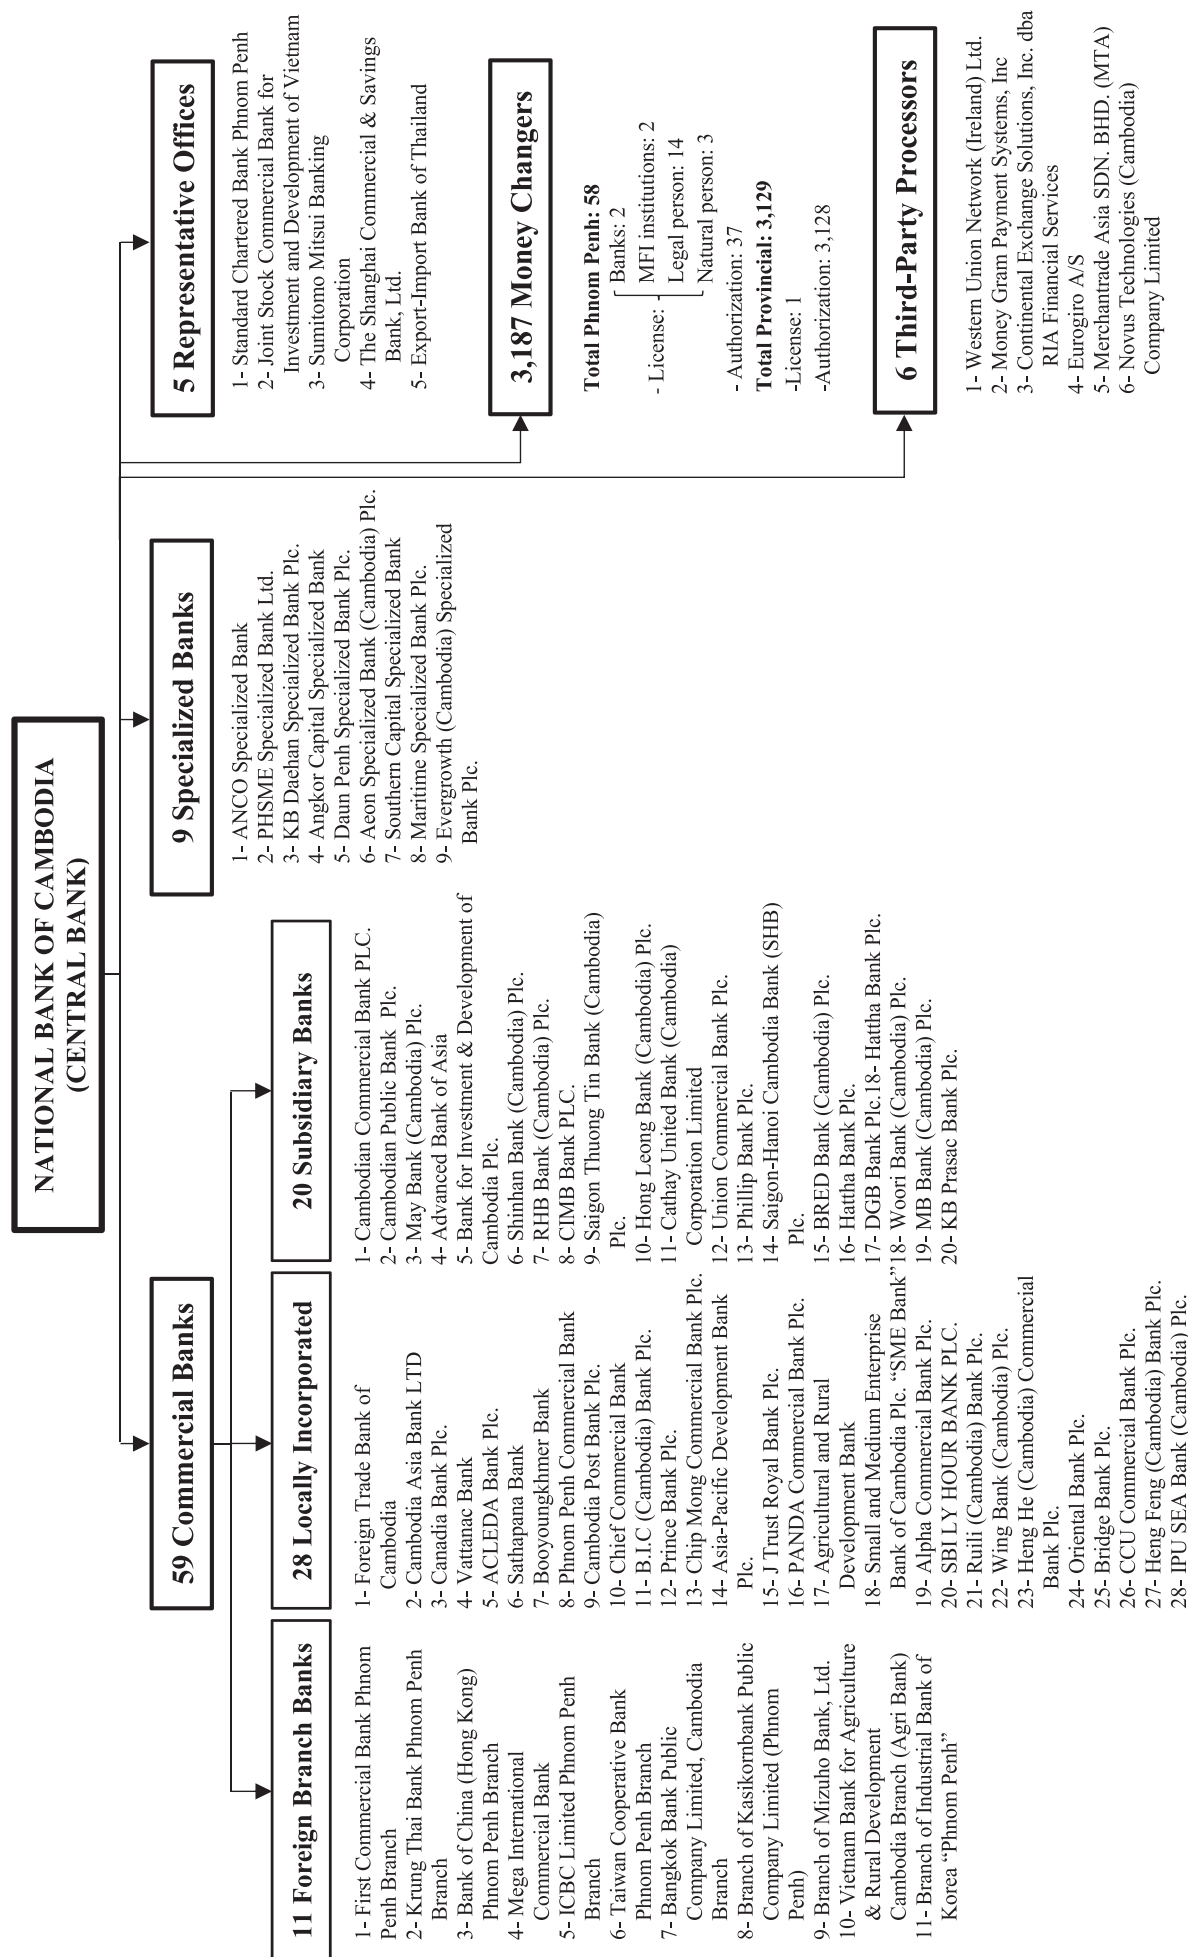 NATIONAL BANK OF CAMBODIA
(CENTRAL BANK)
59 Commercial Banks
11 Foreign Branch Banks
1- First Commercial Bank Phnom
Penh Branch
2- Krung Thai Bank Phnom Penh
Branch
3- Bank of China (Hong Kong)
Phnom Penh Branch
4- Mega International
Commercial Bank
5- ICBC Limited Phnom Penh
Branch
6- Taiwan Cooperative Bank
Phnom Penh Branch
7- Bangkok Bank Public
Company Limited, Cambodia
Branch
8- Branch of Kasikornbank Public
Company Limited (Phnom
Penh)
9- Branch of Mizuho Bank, Ltd.
10- Vietnam Bank for Agriculture
& Rural Development
Cambodia Branch (Agri Bank)
11- Branch of Industrial Bank of
Korea “Phnom Penh”
28 Locally Incorporated
1- Foreign Trade Bank of
Cambodia
2- Cambodia Asia Bank LTD
3- Canadia Bank Plc.
4- Vattanac Bank
5- ACLEDA Bank Plc.
6- Sathapana Bank
7- Booyoungkhmer Bank
8- Phnom Penh Commercial Bank
9- Cambodia Post Bank Plc.
10- Chief Commercial Bank
11- B.I.C (Cambodia) Bank Plc.
12- Prince Bank Plc.
13- Chip Mong Commercial Bank Plc.
14- Asia-Pacific Development Bank
Plc.
15- J Trust Royal Bank Plc.
16- PANDA Commercial Bank Plc.
17- Agricultural and Rural
Development Bank
18- Small and Medium Enterprise
Bank of Cambodia Plc. “SME Bank”
19- Alpha Commercial Bank Plc.
20- SBI LY HOUR BANK PLC.
21- Ruili (Cambodia) Bank Plc.
22- Wing Bank (Cambodia) Plc.
23- Heng He (Cambodia) Commercial
Bank Plc.
24- Oriental Bank Plc.
25- Bridge Bank Plc.
26- CCU Commercial Bank Plc.
27- Heng Feng (Cambodia) Bank Plc.
28- IPU SEA Bank (Cambodia) Plc.
20 Subsidiary Banks
1- Cambodian Commercial Bank PLC.
2- Cambodian Public Bank Plc.
3- May Bank (Cambodia) Plc.
4- Advanced Bank of Asia
5- Bank for Investment & Development of
Cambodia Plc.
6- Shinhan Bank (Cambodia) Plc.
7- RHB Bank (Cambodia) Plc.
8- CIMB Bank PLC.
9- Saigon Thuong Tin Bank (Cambodia)
Plc.
10- Hong Leong Bank (Cambodia) Plc.
11- Cathay United Bank (Cambodia)
Corporation Limited
12- Union Commercial Bank Plc.
13- Phillip Bank Plc.
14- Saigon-Hanoi Cambodia Bank (SHB)
Plc.
15- BRED Bank (Cambodia) Plc.
16- Hattha Bank Plc.
17- DGB Bank Plc.18- Hattha Bank Plc.
18- Woori Bank (Cambodia) Plc.
19- MB Bank (Cambodia) Plc.
20- KB Prasac Bank Plc.
9 Specialized Banks
1- ANCO Specialized Bank
2- PHSME Specialized Bank Ltd.
3- KB Daehan Specialized Bank Plc.
4- Angkor Capital Specialized Bank
5- Daun Penh Specialized Bank Plc.
6- Aeon Specialized Bank (Cambodia) Plc.
7- Southern Capital Specialized Bank
8- Maritime Specialized Bank Plc.
9- Evergrowth (Cambodia) Specialized
Bank Plc.
5 Representative Offices
1- Standard Chartered Bank Phnom Penh
2- Joint Stock Commercial Bank for
Investment and Development of Vietnam
3- Sumitomo Mitsui Banking
Corporation
4- The Shanghai Commercial & Savings
Bank, Ltd.
5- Export-Import Bank of Thailand
3,187 Money Changers
Total Phnom Penh: 58
- License:
Banks: 2
MFI institutions: 2
Legal person: 14
Natural person: 3
- Authorization: 37
Total Provincial: 3,129
-License: 1
-Authorization: 3,128
6 Third-Party Processors
1- Western Union Network (Ireland) Ltd.
2- Money Gram Payment Systems, Inc
3- Continental Exchange Solutions, Inc. dba
RIA Financial Services
4- Eurogiro A/S
5- Merchantrade Asia SDN. BHD. (MTA)
6- Novus Technologies (Cambodia)
Company Limited